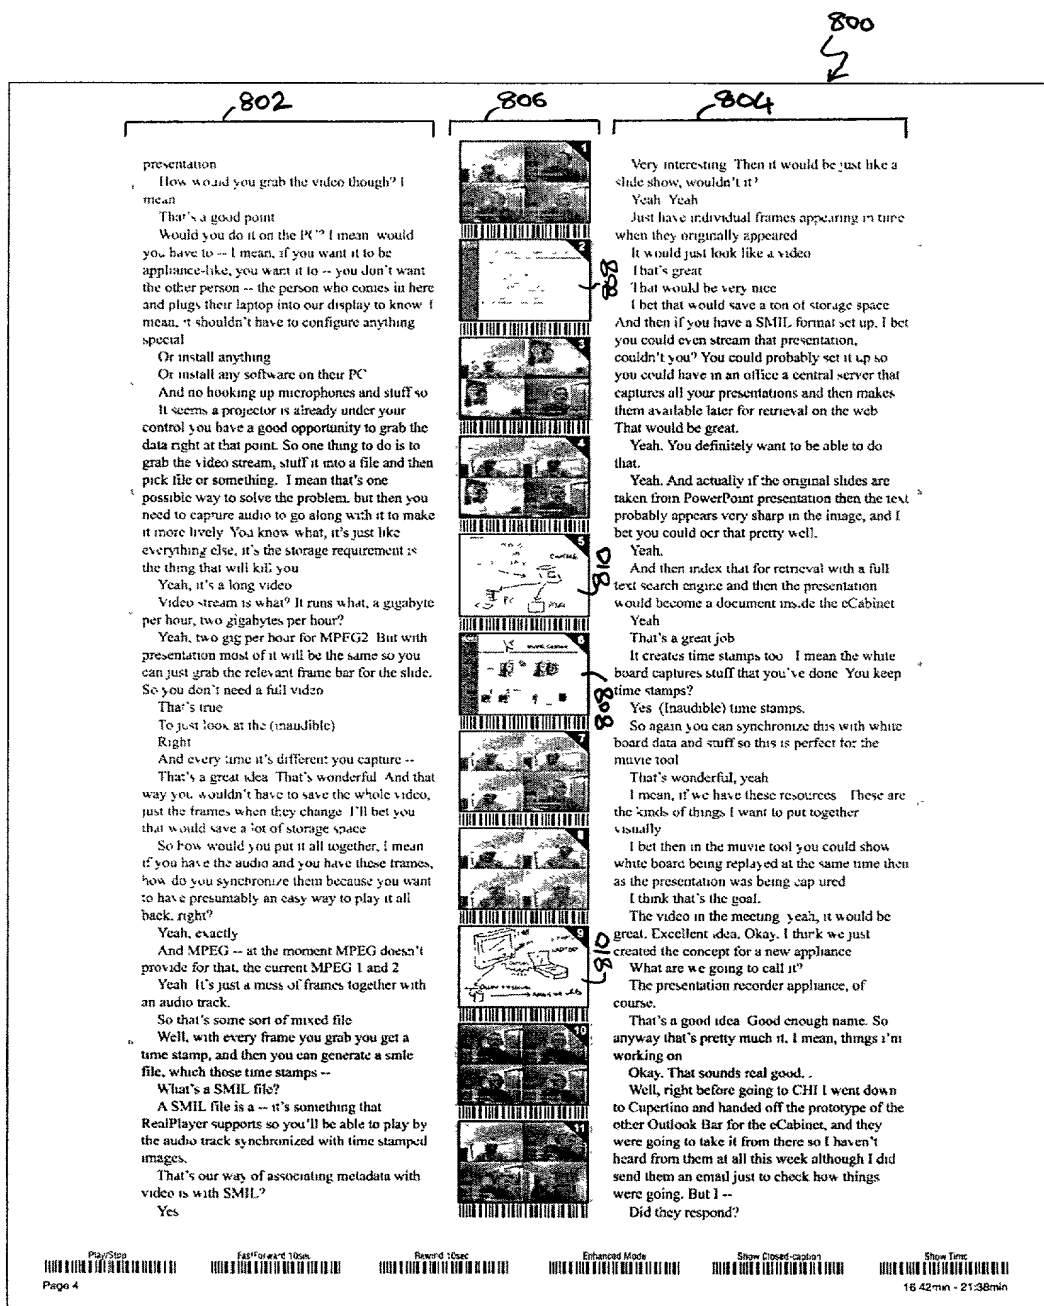 800
802
806
804
presentation
How would you grab the video though? I
mean
That's a good point
Would you do it on the PC? I mean would
you have to -- I mean, if you want it to be
appliance-like, you want it to -- you don't want
the other person -- the person who comes in here
and plugs their laptop into our display to know I
mean, it shouldn't have to configure anything
special
Or install anything
Or install any software on their PC
And no hooking up microphones and stuff so
It seems a projector is already under your
control you have a good opportunity to grab the
data right at that point. So one thing to do is to
grab the video stream, stuff it into a file and then
pick file or something. I mean that's one
possible way to solve the problem, but then you
need to capture audio to go along with it to make
it more lively You know what, it's just like
everything else, it's the storage requirement is
the thing that will kill you
Yeah, it's a long video
Video stream is what? It runs what, a gigabyte
per hour, two gigabytes per hour?
Yeah, two gig per hour for MPEG2 But with
presentation most of it will be the same so you
can just grab the relevant frame bar for the slide.
So you don't need a full video
That's true
To just look at the (inaudible)
Right
And every time it's different you capture --
That's a great idea That's wonderful And that
way you wouldn't have to save the whole video,
just the frames when they change I'll bet you
that would save a lot of storage space
So how would you put it all together, I mean
if you have the audio and you have these frames,
how do you synchronize them because you want
to have presumably an easy way to play it all
back, right?
Yeah, exactly
And MPEG -- at the moment MPEG doesn't
provide for that, the current MPEG 1 and 2
Yeah It's just a mess of frames together with
an audio track.
So that's some sort of mixed file
Well, with every frame you grab you get a
time stamp, and then you can generate a smle
file, which those time stamps --
What's a SMIL file?
A SMIL file is a -- it's something that
RealPlayer supports so you'll be able to play by
the audio track synchronized with time stamped
images.
That's our way of associating metadata with
video is with SMIL?
Yes
1
2
808
3
4
5
810
6
808
7
8
9
810
10
11
Very interesting Then it would be just like a
slide show, wouldn't it?
Yeah Yeah
Just have individual frames appearing in time
when they originally appeared
It would just look like a video
That's great
That would be very nice
I bet that would save a ton of storage space
And then if you have a SMIL format set up, I bet
you could even stream that presentation,
couldn't you? You could probably set it up so
you could have in an office a central server that
captures all your presentations and then makes
them available later for retrieval on the web
That would be great.
Yeah. You definitely want to be able to do
that.
Yeah. And actually if the original slides are
taken from PowerPoint presentation then the text
probably appears very sharp in the image, and I
bet you could ocr that pretty well.
Yeah.
And then index that for retrieval with a full
text search engine and then the presentation
would become a document inside the eCabinet
Yeah
That's a great job
It creates time stamps too I mean the white
board captures stuff that you've done You keep
time stamps?
Yes (Inaudible) time stamps.
So again you can synchronize this with white
board data and stuff so this is perfect for the
muvie tool
That's wonderful, yeah
I mean, if we have these resources These are
the kinds of things I want to put together
visually
I bet then in the muvie tool you could show
white board being replayed at the same time then
as the presentation was being cap ured
I think that's the goal.
The video in the meeting yeah, it would be
great. Excellent idea. Okay. I think we just
created the concept for a new appliance
What are we going to call it?
The presentation recorder appliance, of
course.
That's a good idea Good enough name. So
anyway that's pretty much it, I mean, things i'm
working on
Okay. That sounds real good. .
Well, right before going to CHI I went down
to Cupertino and handed off the prototype of the
other Outlook Bar for the eCabinet, and they
were going to take it from there so I haven't
heard from them at all this week although I did
send them an email just to check how things
were going. But I --
Did they respond?
Play/Stop
FastForward 10sec
Rewind 10sec
Enhanced Mode
Show Closed-caption
Show Time
Page 4
16:42min - 21:38min